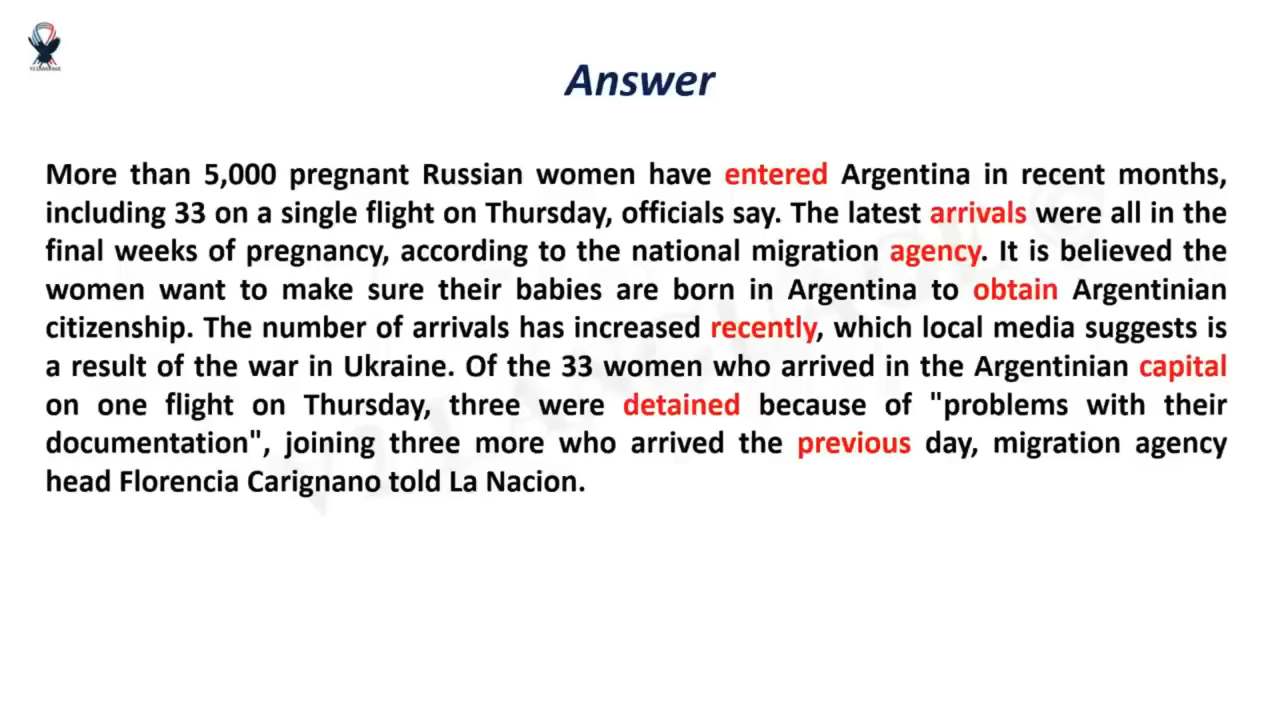 Answer
More than 5,000 pregnant Russian women have entered Argentina in recent months,
including 33 on a single flight on Thursday, officials say. The latest arrivals were all in the
final weeks of pregnancy, according to the national migration agency. It is believed the
women want to make sure their babies are born in Argentina to obtain Argentinian
citizenship. The number of arrivals has increased recently, which local media suggests is
a result of the war in Ukraine. Of the 33 women who arrived in the Argentinian capital
on one flight on Thursday, three were detained because of "problems with their
documentation", joining three more who arrived the previous day, migration agency
head Florencia Carignano told La Nacion.